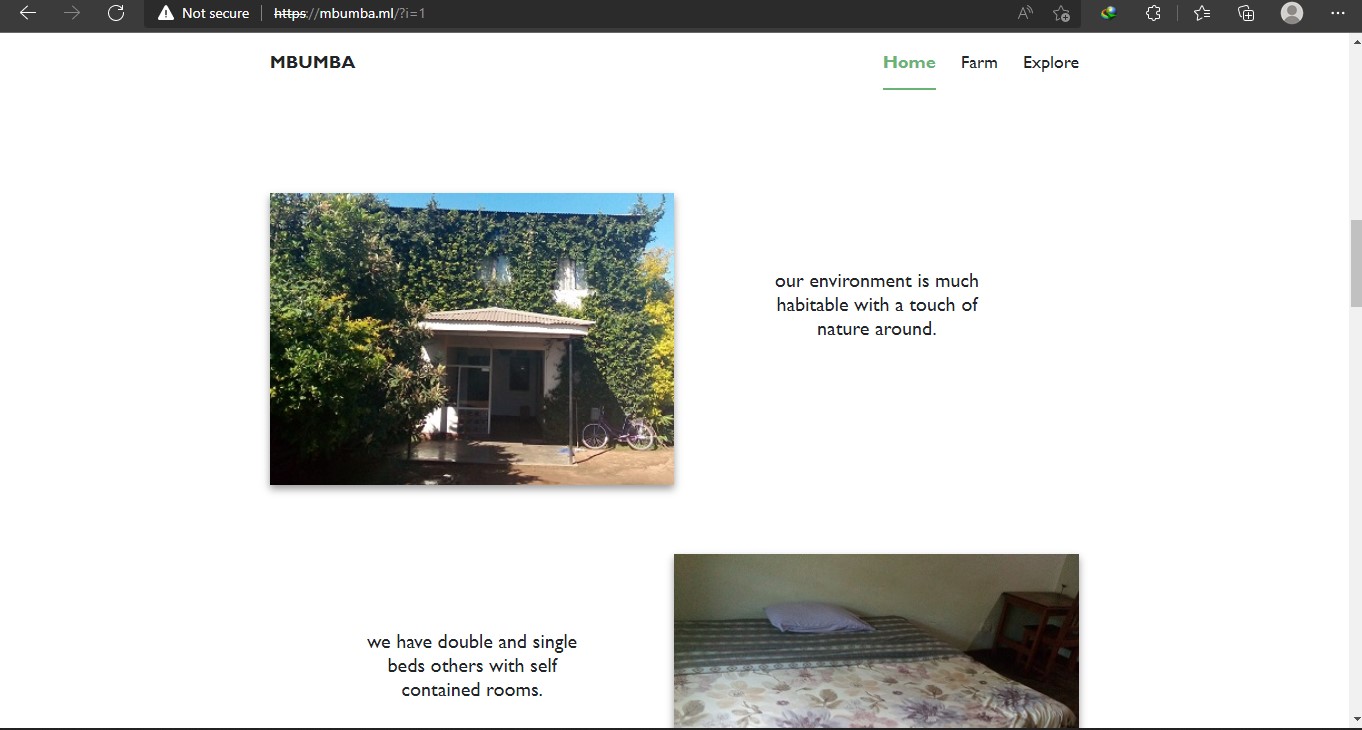 Not secure https://mbumba.ml/?i=1
MBUMBA
Home Farm Explore
our environment is much
habitable with a touch of
nature around.
we have double and single
beds others with self
contained rooms.